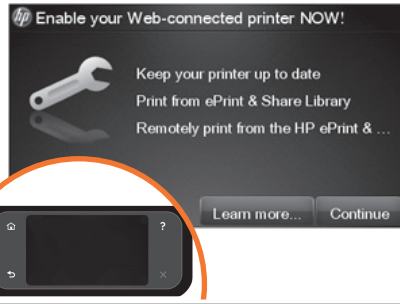 hp Enable your Web-connected printer NOW!
Keep your printer up to date
Print from ePrint & Share Library
Remotely print from the HP ePrint & ...
Learn more... Continue
?